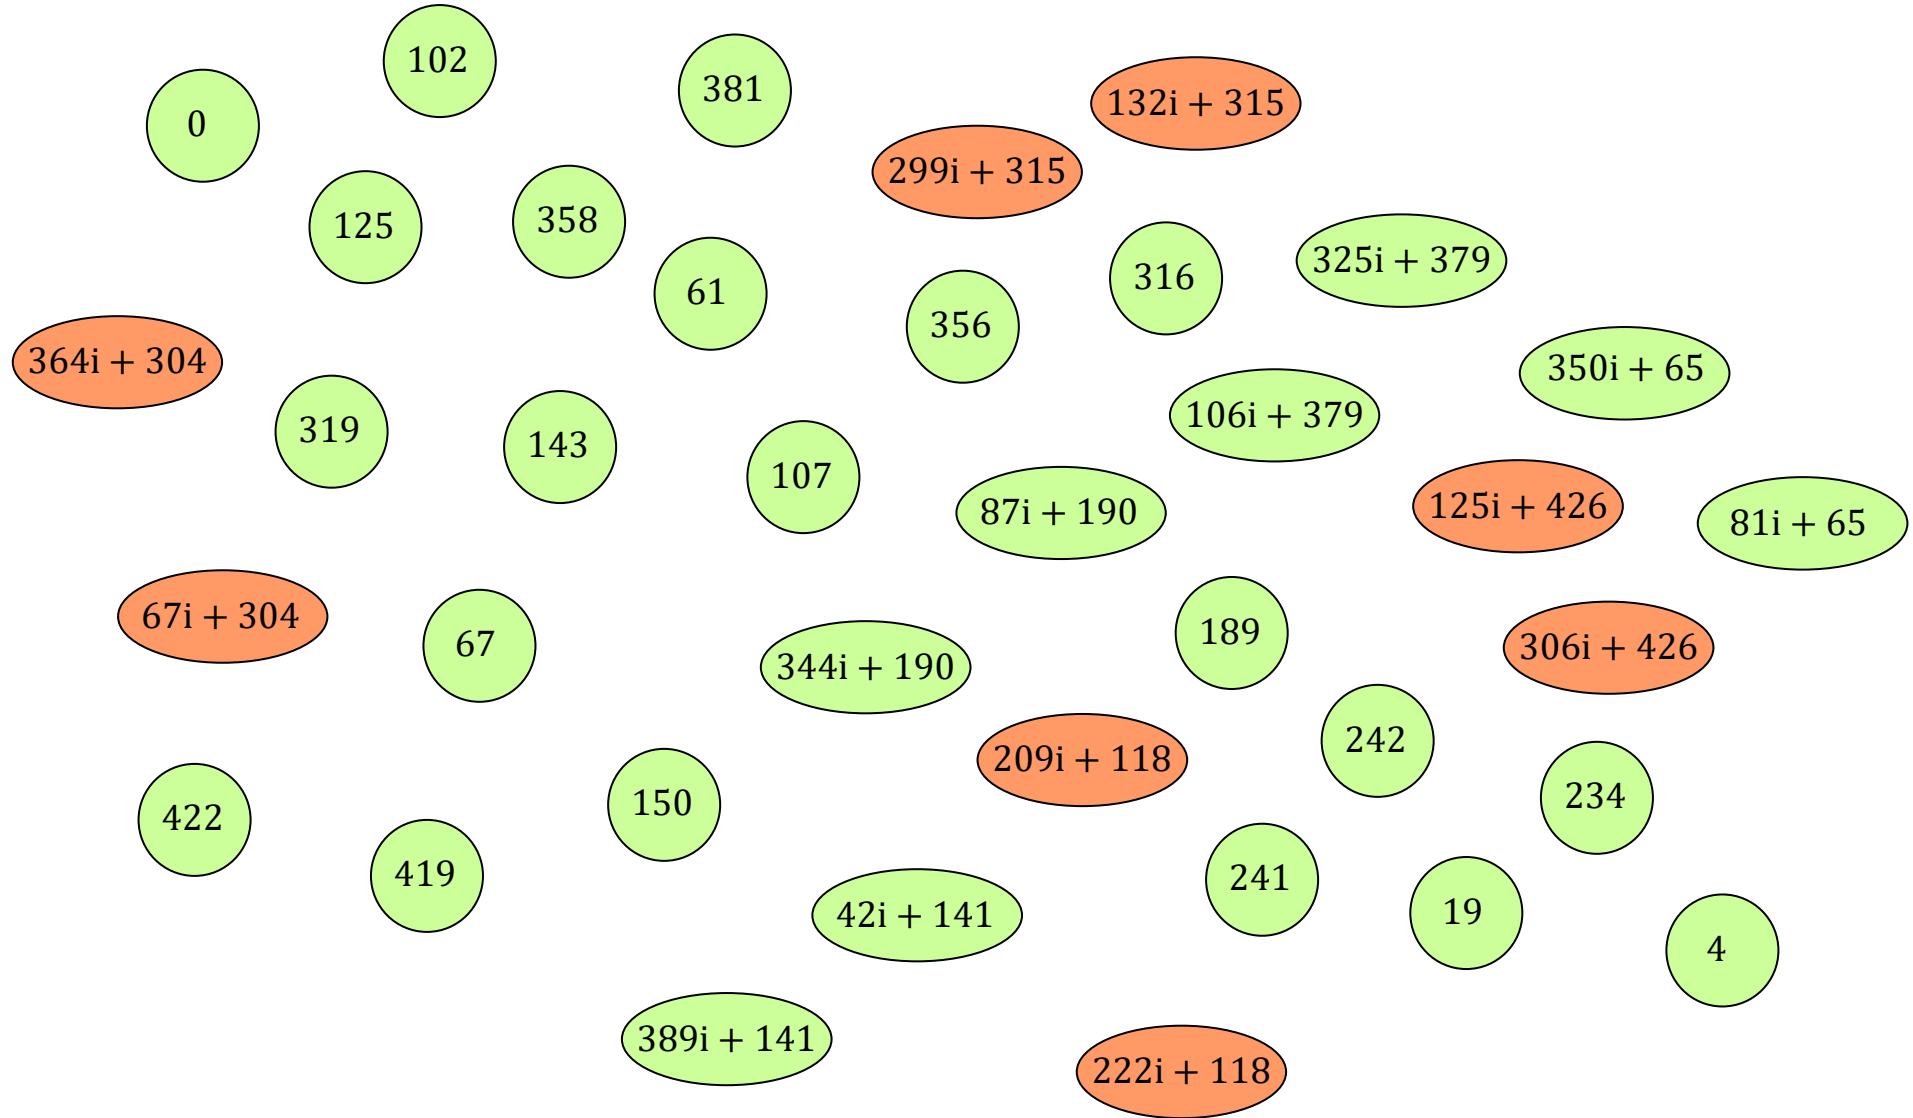 102
381
0
132i + 315
299i + 315
125
358
61
316
325i + 379
356
364i + 304
350i + 65
106i + 379
319
143
107
87i + 190
125i + 426
81i + 65
67i + 304
67
189
344i + 190
306i + 426
242
209i + 118
422
150
234
419
241
42i + 141
19
4
389i + 141
222i + 118